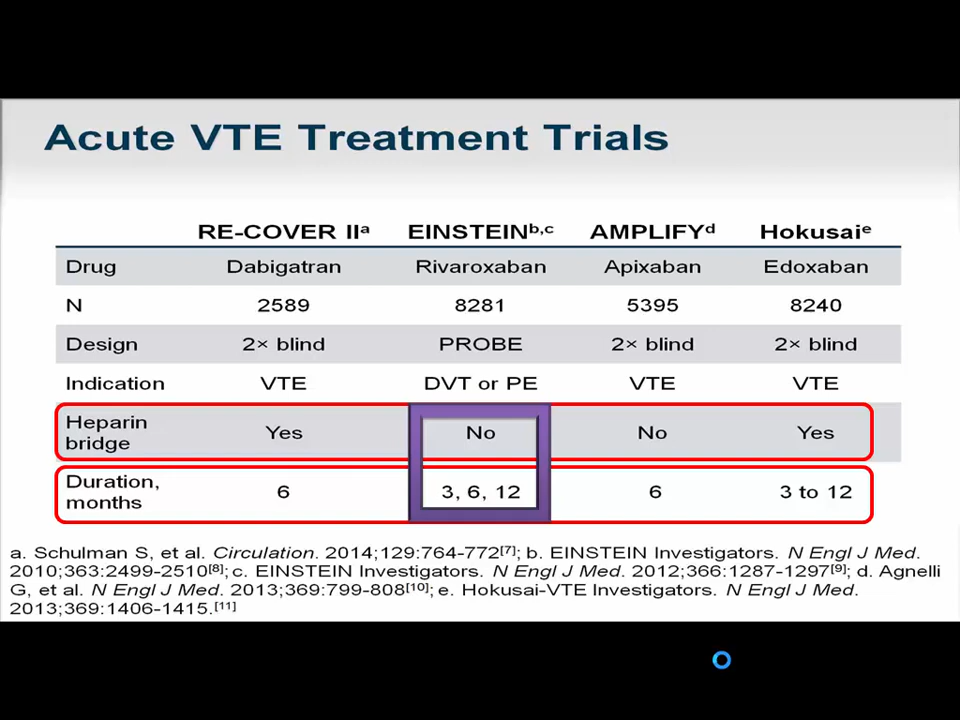 Acute VTE Treatment Trials
RE-COVER IIa EINSTEINb,c AMPLIFYd Hokusaie
Drug Dabigatran Rivaroxaban Apixaban Edoxaban
N 2589 8281 5395 8240
Design 2× blind PROBE 2× blind 2× blind
Indication VTE DVT or PE VTE VTE
Heparin
bridge Yes No No Yes
Duration,
months 6 3, 6, 12 6 3 to 12
a. Schulman S, et al. Circulation. 2014;129:764-772[7]; b. EINSTEIN Investigators. N Engl J Med.
2010;363:2499-2510[8]; c. EINSTEIN Investigators. N Engl J Med. 2012;366:1287-1297[9]; d. Agnelli
G, et al. N Engl J Med. 2013;369:799-808[10]; e. Hokusai-VTE Investigators. N Engl J Med.
2013;369:1406-1415.[11]